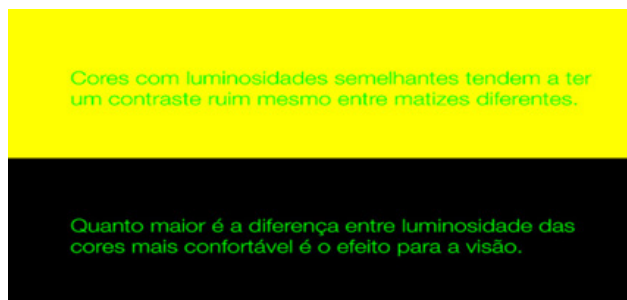 Cores com luminosidades semelhantes tendem a ter
um contraste ruim mesmo entre matizes diferentes.
Quanto maior é a diferença entre luminosidade das
cores mais confortável é o efeito para a visão.